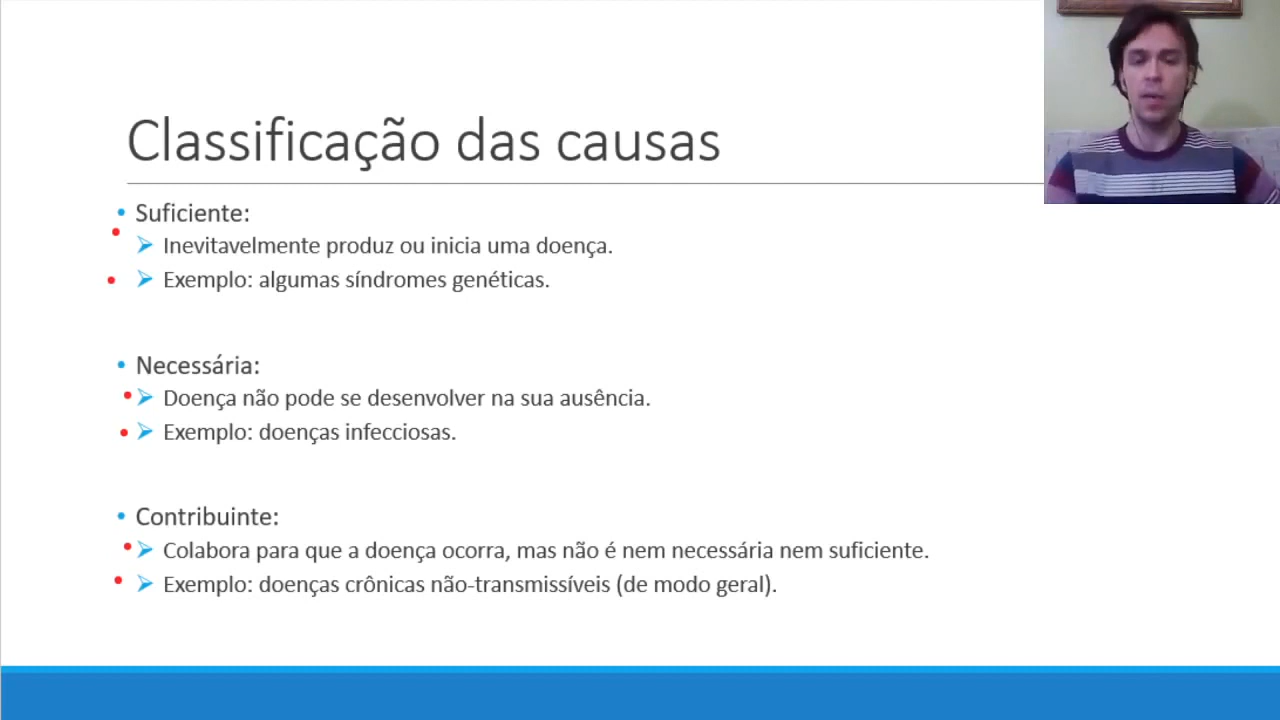 Classificação das causas
• Suficiente:
➢ Inevitavelmente produz ou inicia uma doença.
➢ Exemplo: algumas síndromes genéticas.
• Necessária:
➢ Doença não pode se desenvolver na sua ausência.
➢ Exemplo: doenças infecciosas.
• Contribuinte:
➢ Colabora para que a doença ocorra, mas não é nem necessária nem suficiente.
➢ Exemplo: doenças crônicas não-transmissíveis (de modo geral).